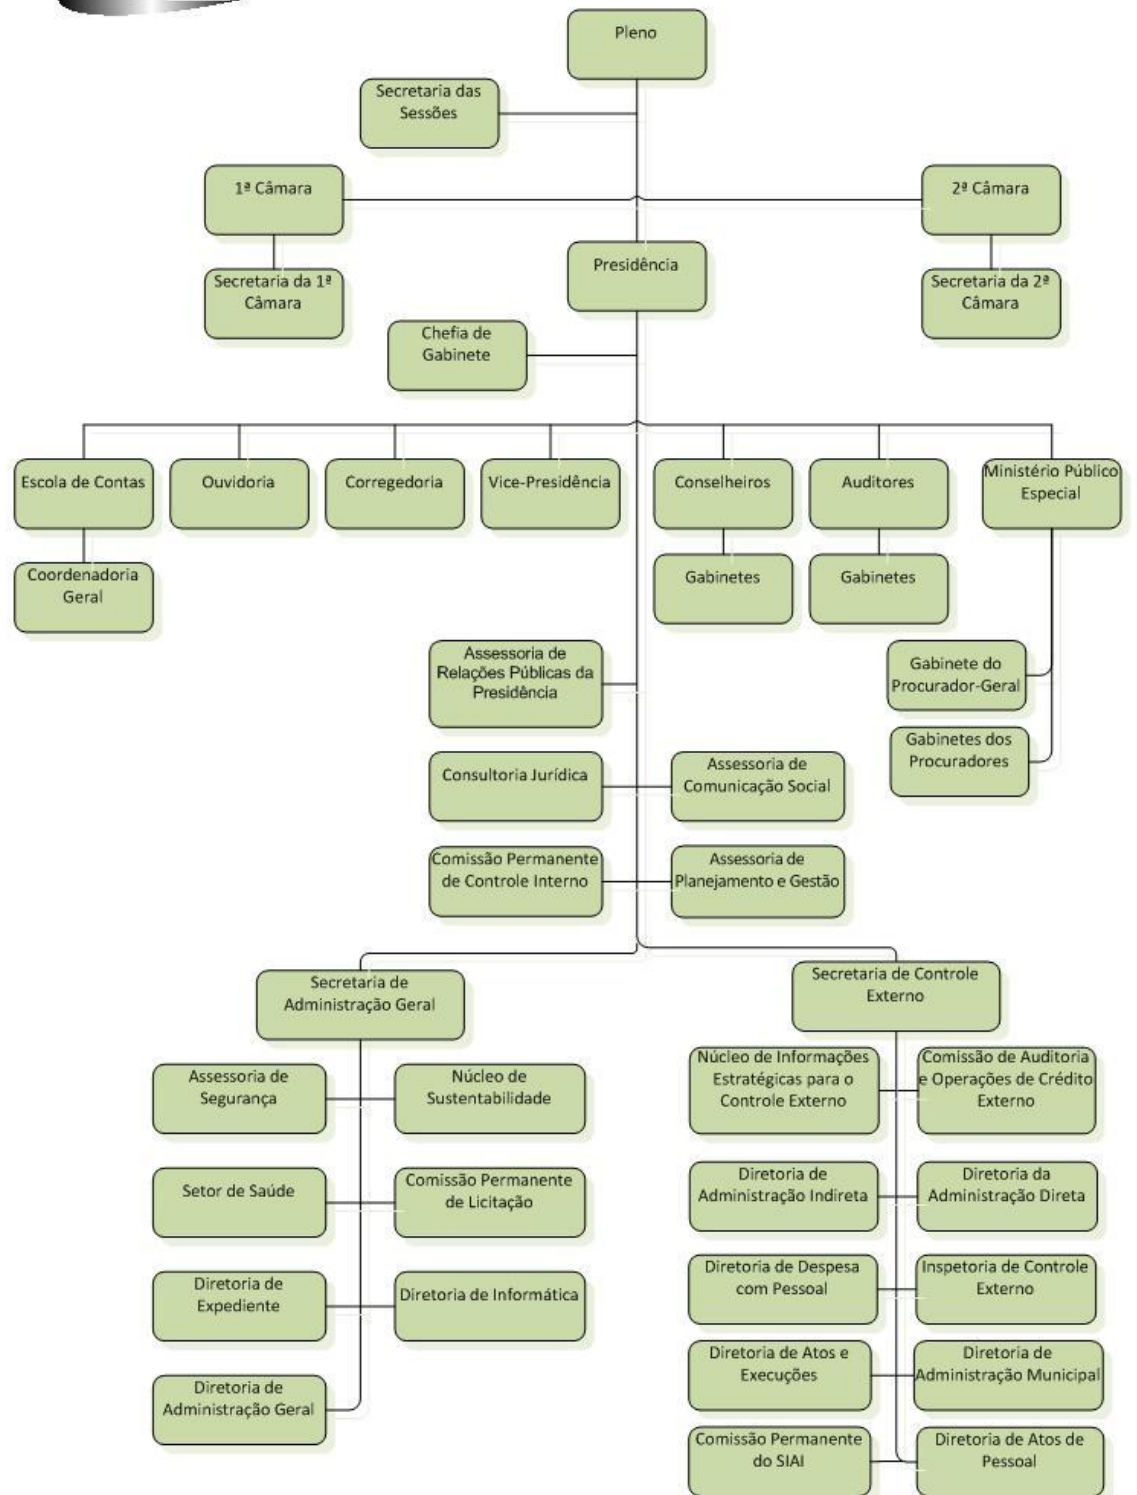 Pleno
Secretaria das
Sessões
1ª Câmara
2ª Câmara
Presidência
Secretaria da 1ª
Câmara
Secretaria da 2ª
Câmara
Chefia de
Gabinete
Escola de Contas
Ouvidoria
Corregedoria
Vice-Presidência
Conselheiros
Auditores
Ministério Público
Especial
Coordenadoria
Geral
Gabinetes
Gabinetes
Assessoria de
Relações Públicas da
Presidência
Gabinete do
Procurador-Geral
Gabinetes dos
Procuradores
Consultoria Jurídica
Assessoria de
Comunicação Social
Comissão Permanente
de Controle Interno
Assessoria de
Planejamento e Gestão
Secretaria de
Administração Geral
Secretaria de Controle
Externo
Assessoria de
Segurança
Núcleo de
Sustentabilidade
Núcleo de Informações
Estratégicas para o
Controle Externo
Comissão de Auditoria
e Operações de Crédito
Externo
Setor de Saúde
Comissão Permanente
de Licitação
Diretoria de
Administração Indireta
Diretoria da
Administração Direta
Diretoria de
Expediente
Diretoria de Informática
Diretoria de Despesa
com Pessoal
Inspetoria de Controle
Externo
Diretoria de Atos e
Execuções
Diretoria de
Administração Municipal
Diretoria de
Administração Geral
Comissão Permanente
do SIAI
Diretoria de Atos de
Pessoal